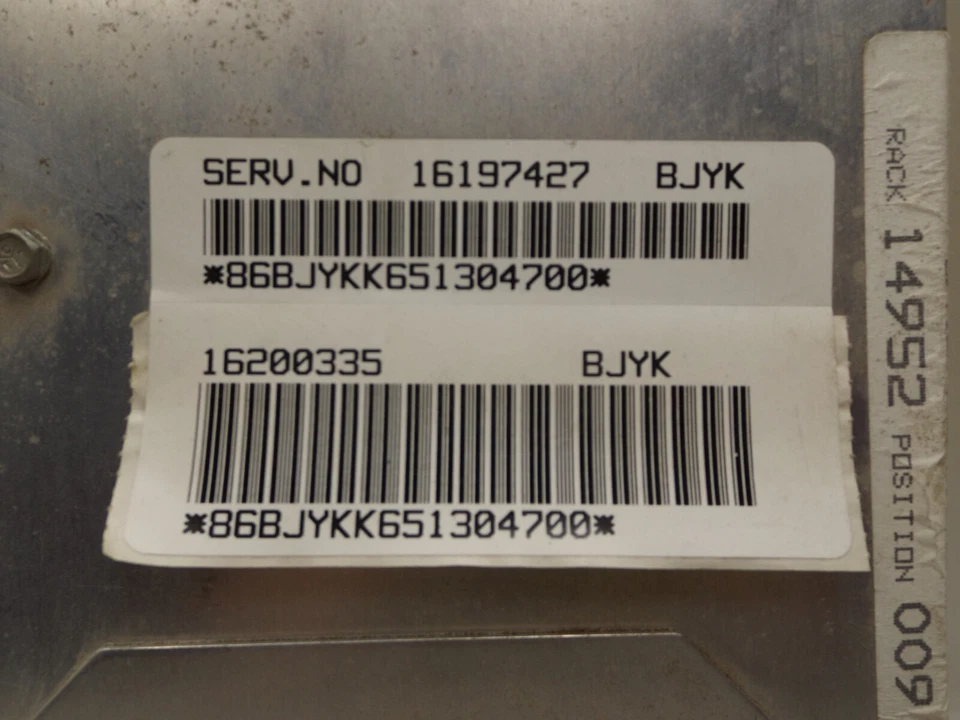 SERV.NO 16197427 BJYK
*86BJYKK651304700*
16200335 BJYK
*86BJYKK651304700*
RACK 14952 POSITION 009